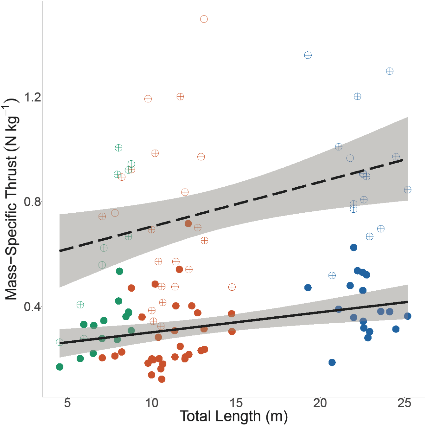 Mass−Specific Thrust (N kg⁻¹)
1.2
0.8
0.4
5 10 15 20 25
Total Length (m)